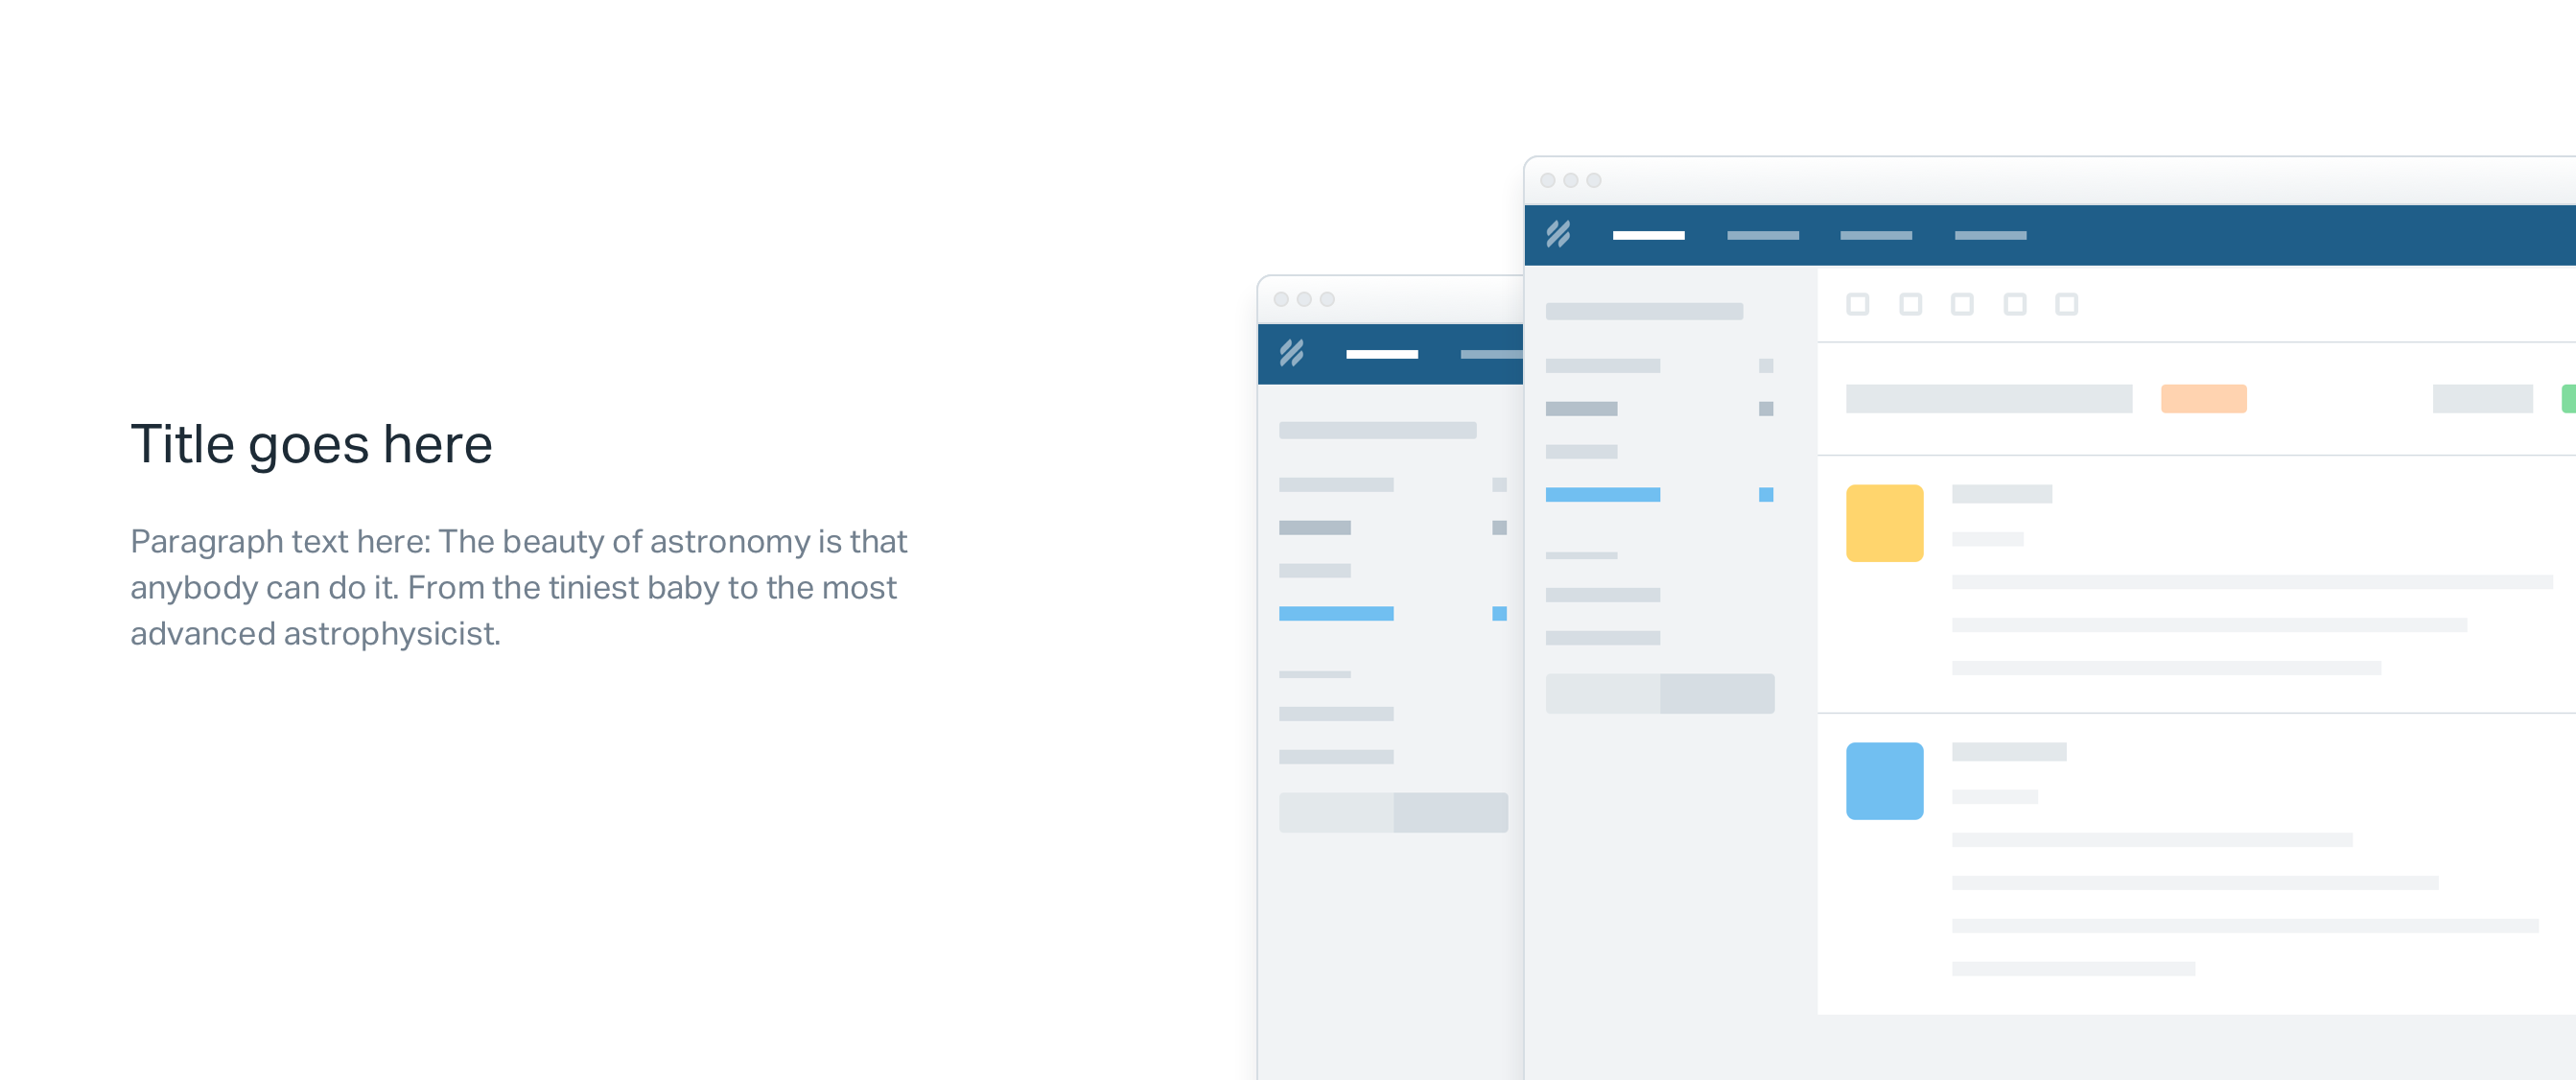 Title goes here
Paragraph text here: The beauty of astronomy is that
anybody can do it. From the tiniest baby to the most
advanced astrophysicist.